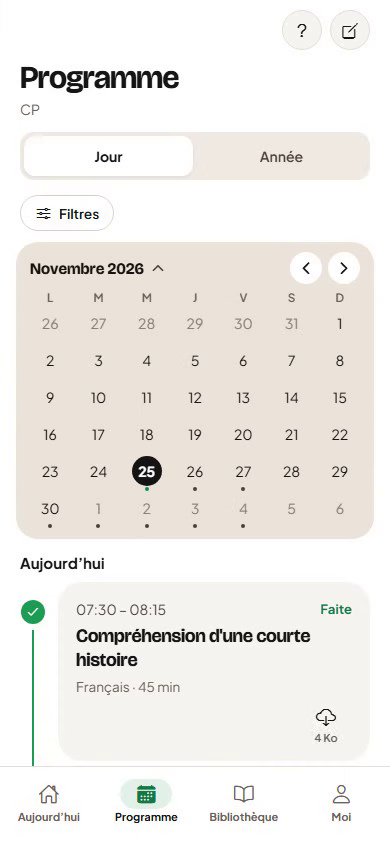 ?
Programme
CP
Jour Année
Filtres
Novembre 2026
L M M J V S D
26 27 28 29 30 31 1
2 3 4 5 6 7 8
9 10 11 12 13 14 15
16 17 18 19 20 21 22
23 24 25 26 27 28 29
30 1 2 3 4 5 6
Aujourd’hui
07:30 – 08:15 Faite
Compréhension d'une courte
histoire
Français · 45 min
4 Ko
Aujourd’hui Programme Bibliothèque Moi